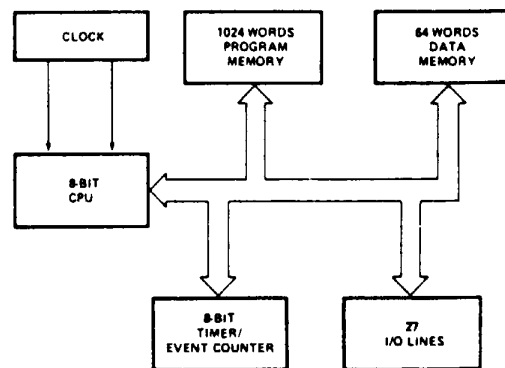 CLOCK
1024 WORDS
PROGRAM
MEMORY
64 WORDS
DATA
MEMORY
8-BIT
CPU
8-BIT
TIMER/
EVENT COUNTER
27
I/O LINES